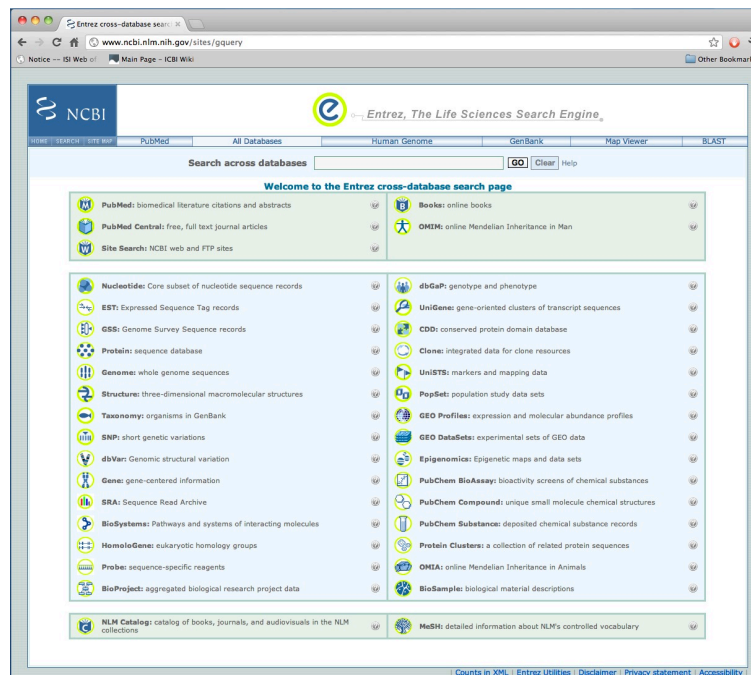 Entrez cross-database searc
www.ncbi.nlm.nih.gov/sites/gquery
Notice -- ISI Web of
Main Page - ICBI Wiki
Other Bookmar
NCBI
Entrez, The Life Sciences Search Engine
HOME SEARCH SITE MAP
PubMed
All Databases
Human Genome
GenBank
Map Viewer
BLAST
Search across databases
GO
Clear
Help
Welcome to the Entrez cross-database search page
PubMed: biomedical literature citations and abstracts
PubMed Central: free, full text journal articles
Site Search: NCBI web and FTP sites
Books: online books
OMIM: online Mendelian Inheritance in Man
Nucleotide: Core subset of nucleotide sequence records
EST: Expressed Sequence Tag records
GSS: Genome Survey Sequence records
Protein: sequence database
Genome: whole genome sequences
Structure: three-dimensional macromolecular structures
Taxonomy: organisms in GenBank
SNP: short genetic variations
dbVar: Genomic structural variation
Gene: gene-centered information
SRA: Sequence Read Archive
BioSystems: Pathways and systems of interacting molecules
HomoloGene: eukaryotic homology groups
Probe: sequence-specific reagents
BioProject: aggregated biological research project data
dbGaP: genotype and phenotype
UniGene: gene-oriented clusters of transcript sequences
CDD: conserved protein domain database
Clone: integrated data for clone resources
UniSTS: markers and mapping data
PopSet: population study data sets
GEO Profiles: expression and molecular abundance profiles
GEO DataSets: experimental sets of GEO data
Epigenomics: Epigenetic maps and data sets
PubChem BioAssay: bioactivity screens of chemical substances
PubChem Compound: unique small molecule chemical structures
PubChem Substance: deposited chemical substance records
Protein Clusters: a collection of related protein sequences
OMIA: online Mendelian Inheritance in Animals
BioSample: biological material descriptions
NLM Catalog: catalog of books, journals, and audiovisuals in the NLM
collections
MeSH: detailed information about NLM's controlled vocabulary
| Counts in XML | Entrez Utilities | Disclaimer | Privacy statement | Accessibility |